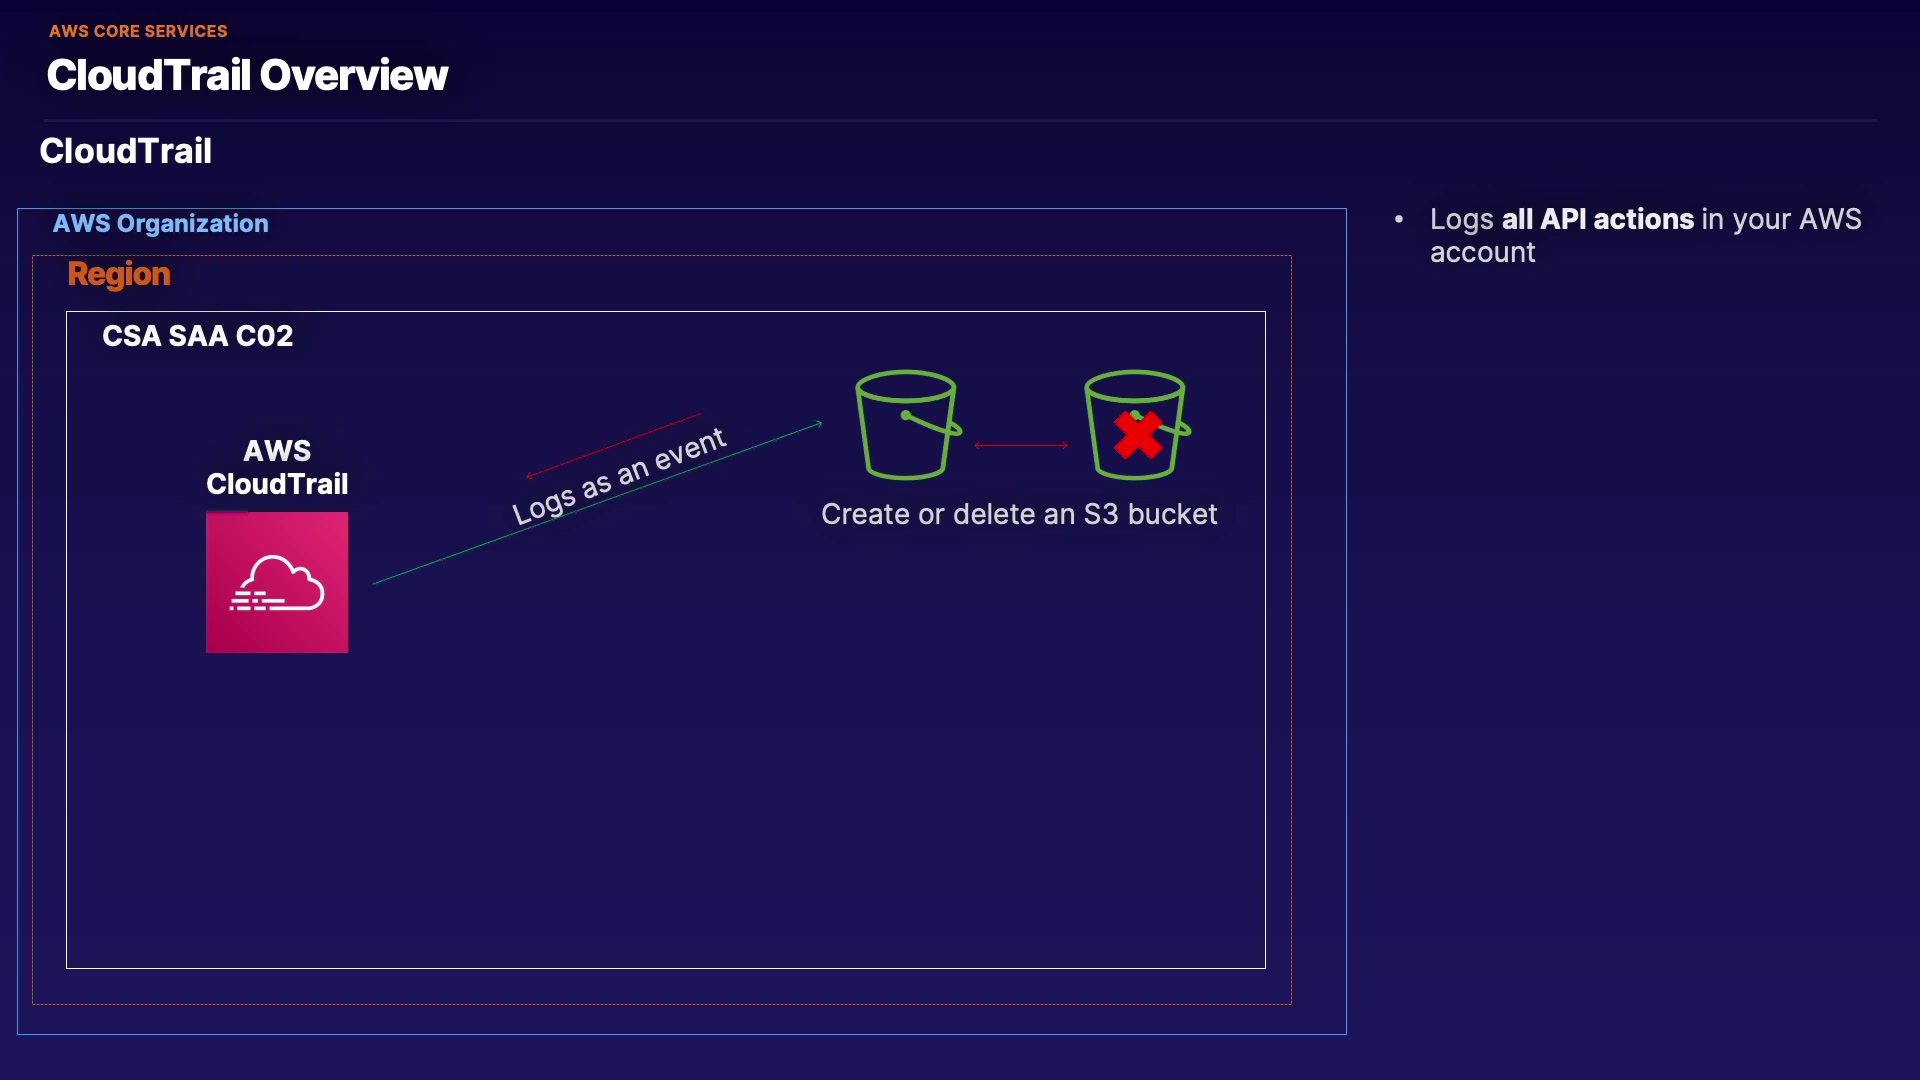 AWS CORE SERVICES
CloudTrail Overview
CloudTrail
AWS Organization
Region
CSA SAA C02
AWS
CloudTrail
Logs as an event
Create or delete an S3 bucket
• Logs all API actions in your AWS
account